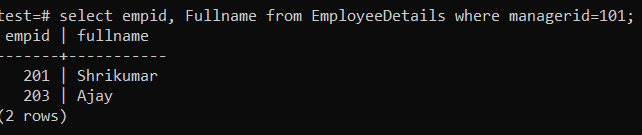 test=# select empid, Fullname from EmployeeDetails where managerid=101;
 empid | fullname
-------+-----------
   201 | Shrikumar
   203 | Ajay
(2 rows)